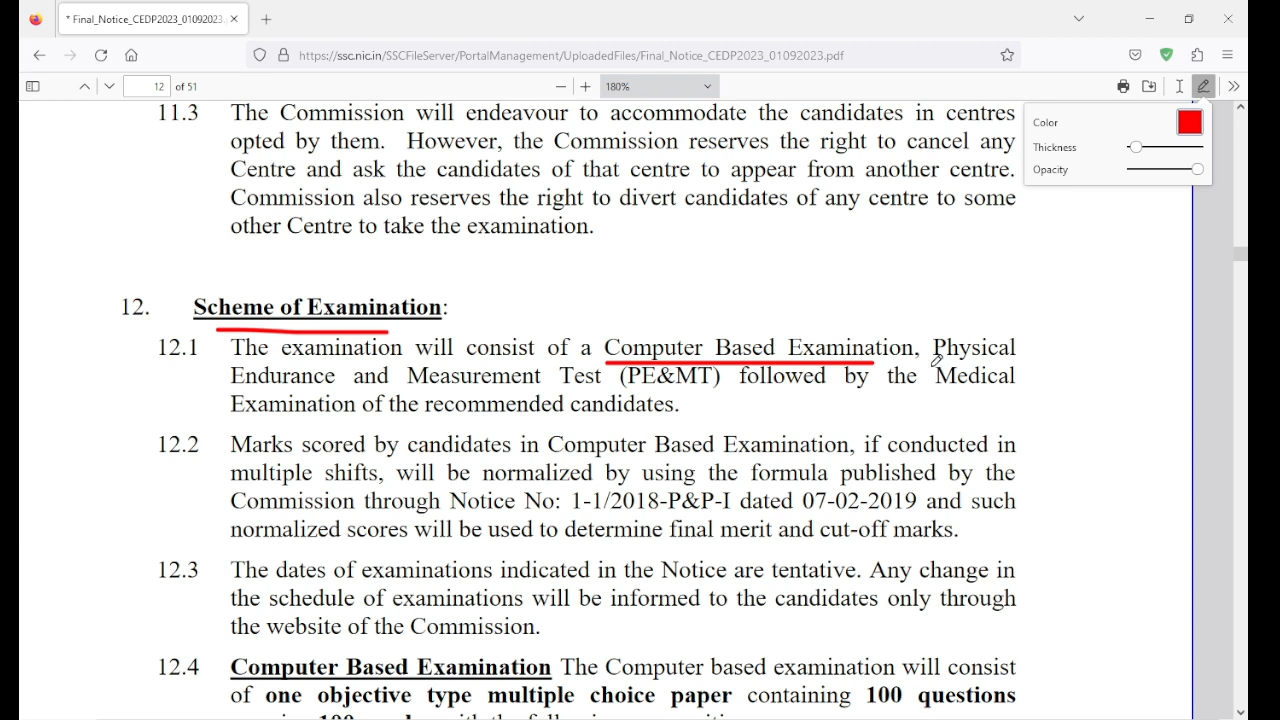 * Final_Notice_CEDP2023_01092023.
https://ssc.nic.in/SSCFileServer/PortalManagement/UploadedFiles/Final_Notice_CEDP2023_01092023.pdf
12 of 51
180%
Color
Thickness
Opacity
11.3 The Commission will endeavour to accommodate the candidates in centres
opted by them. However, the Commission reserves the right to cancel any
Centre and ask the candidates of that centre to appear from another centre.
Commission also reserves the right to divert candidates of any centre to some
other Centre to take the examination.
12. Scheme of Examination:
12.1 The examination will consist of a Computer Based Examination, Physical
Endurance and Measurement Test (PE&MT) followed by the Medical
Examination of the recommended candidates.
12.2 Marks scored by candidates in Computer Based Examination, if conducted in
multiple shifts, will be normalized by using the formula published by the
Commission through Notice No: 1-1/2018-P&P-I dated 07-02-2019 and such
normalized scores will be used to determine final merit and cut-off marks.
12.3 The dates of examinations indicated in the Notice are tentative. Any change in
the schedule of examinations will be informed to the candidates only through
the website of the Commission.
12.4 Computer Based Examination The Computer based examination will consist
of one objective type multiple choice paper containing 100 questions